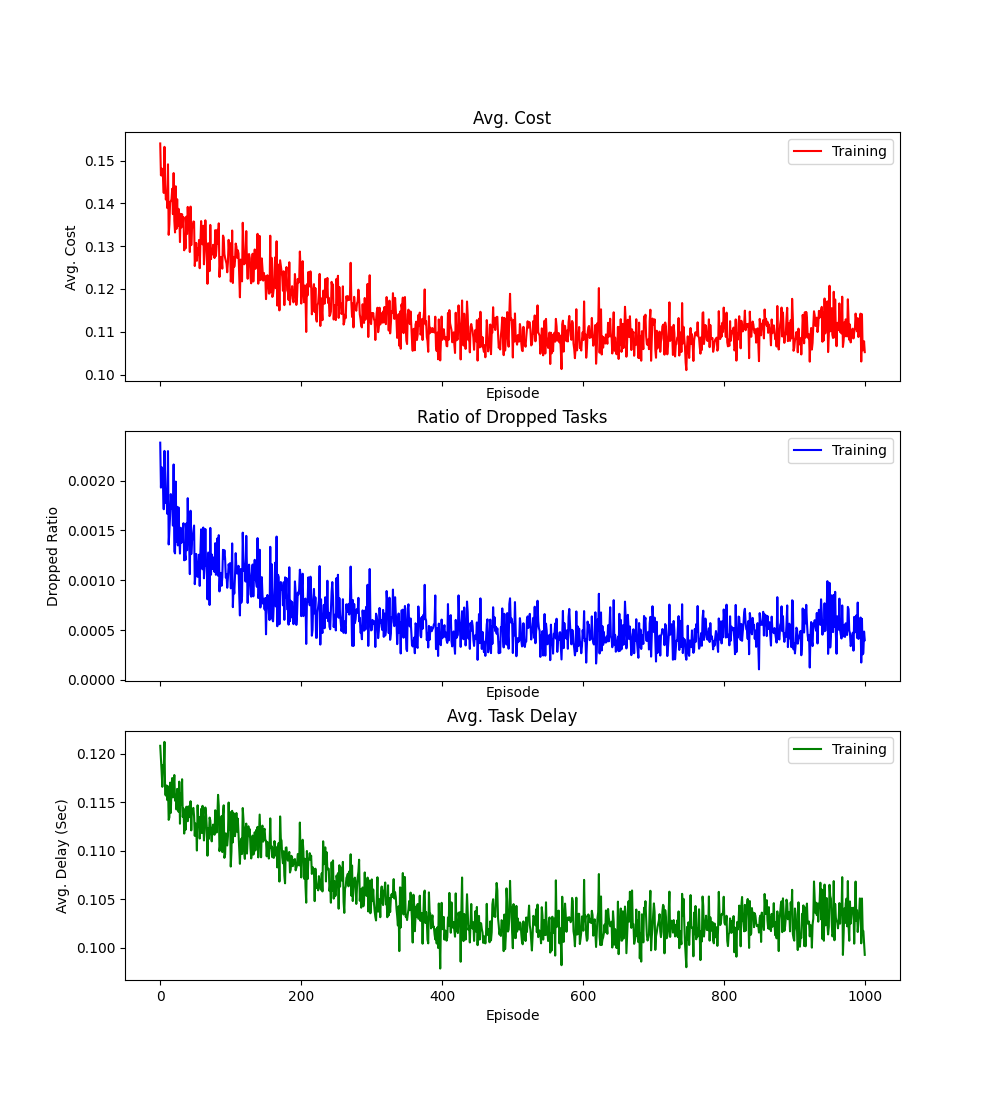 Avg. Cost
Training
0.15
0.14
0.13
0.12
0.11
0.10
Avg. Cost
Episode
Ratio of Dropped Tasks
Training
0.0020
0.0015
0.0010
0.0005
0.0000
Dropped Ratio
Episode
Avg. Task Delay
Training
0.120
0.115
0.110
0.105
0.100
Avg. Delay (Sec)
0 200 400 600 800 1000
Episode